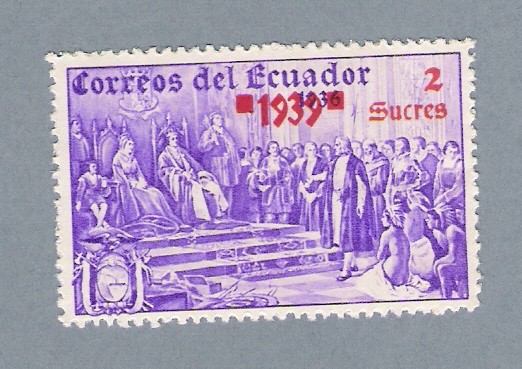 Correos del Ecuador
1936
1939
2
Sucres